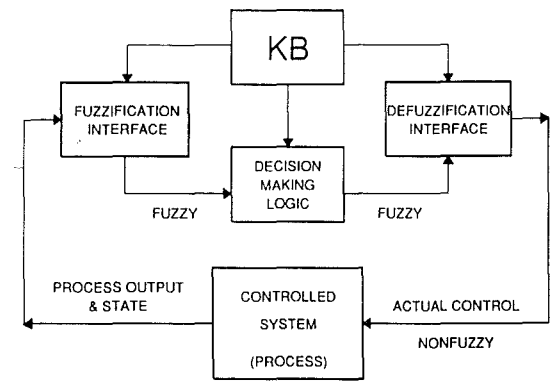 KB
FUZZIFICATION
INTERFACE
DEFUZZIFICATION
INTERFACE
DECISION
MAKING
LOGIC
FUZZY
FUZZY
PROCESS OUTPUT
& STATE
CONTROLLED
SYSTEM
(PROCESS)
ACTUAL CONTROL
NONFUZZY